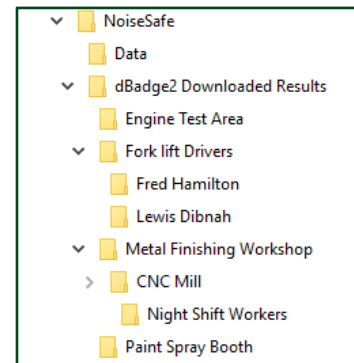 NoiseSafe
Data
dBadge2 Downloaded Results
Engine Test Area
Fork lift Drivers
Fred Hamilton
Lewis Dibnah
Metal Finishing Workshop
CNC Mill
Night Shift Workers
Paint Spray Booth